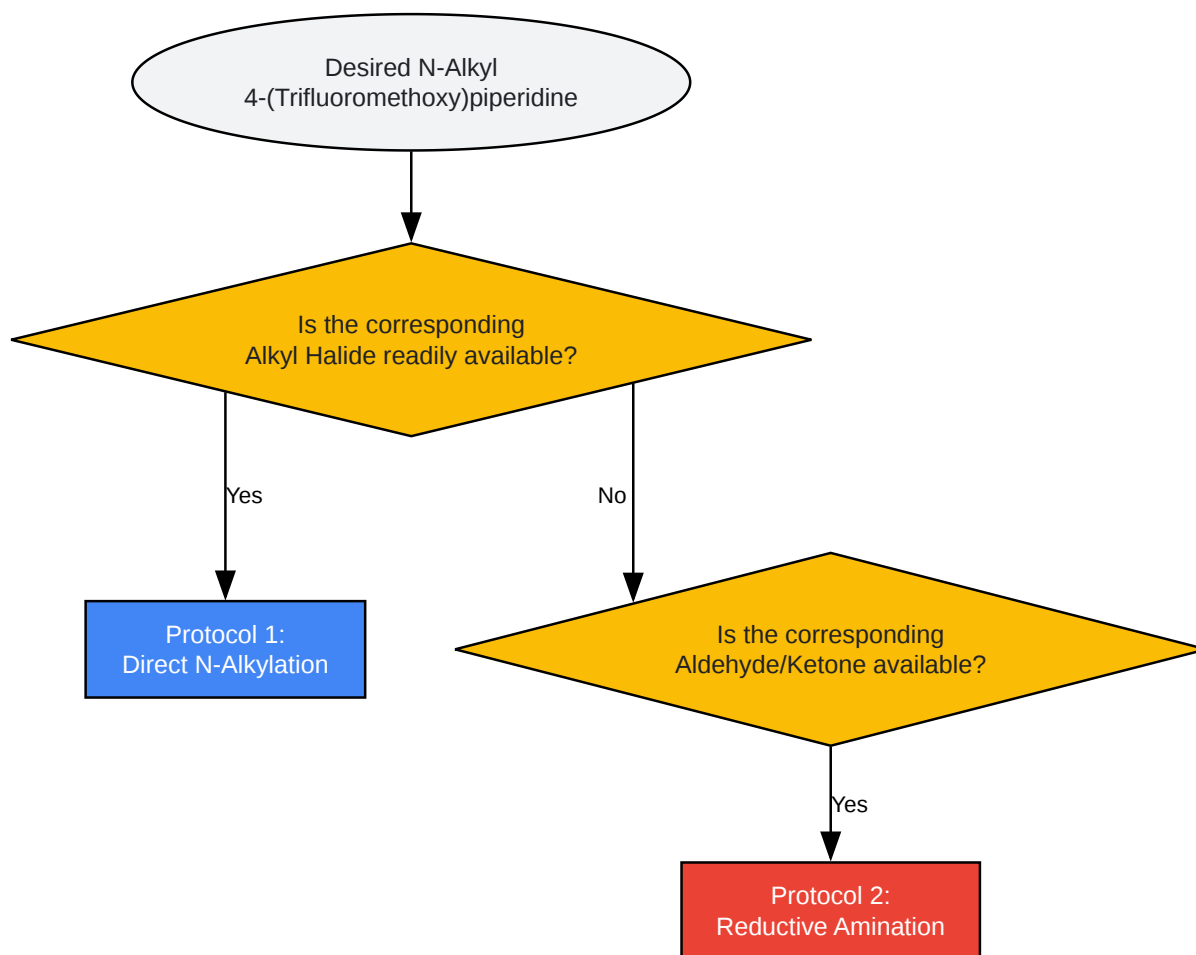 Desired N-Alkyl
4-(Trifluoromethoxy)piperidine
Is the corresponding
Alkyl Halide readily available?
Yes
No
Protocol 1:
Direct N-Alkylation
Is the corresponding
Aldehyde/Ketone available?
Yes
Protocol 2:
Reductive Amination